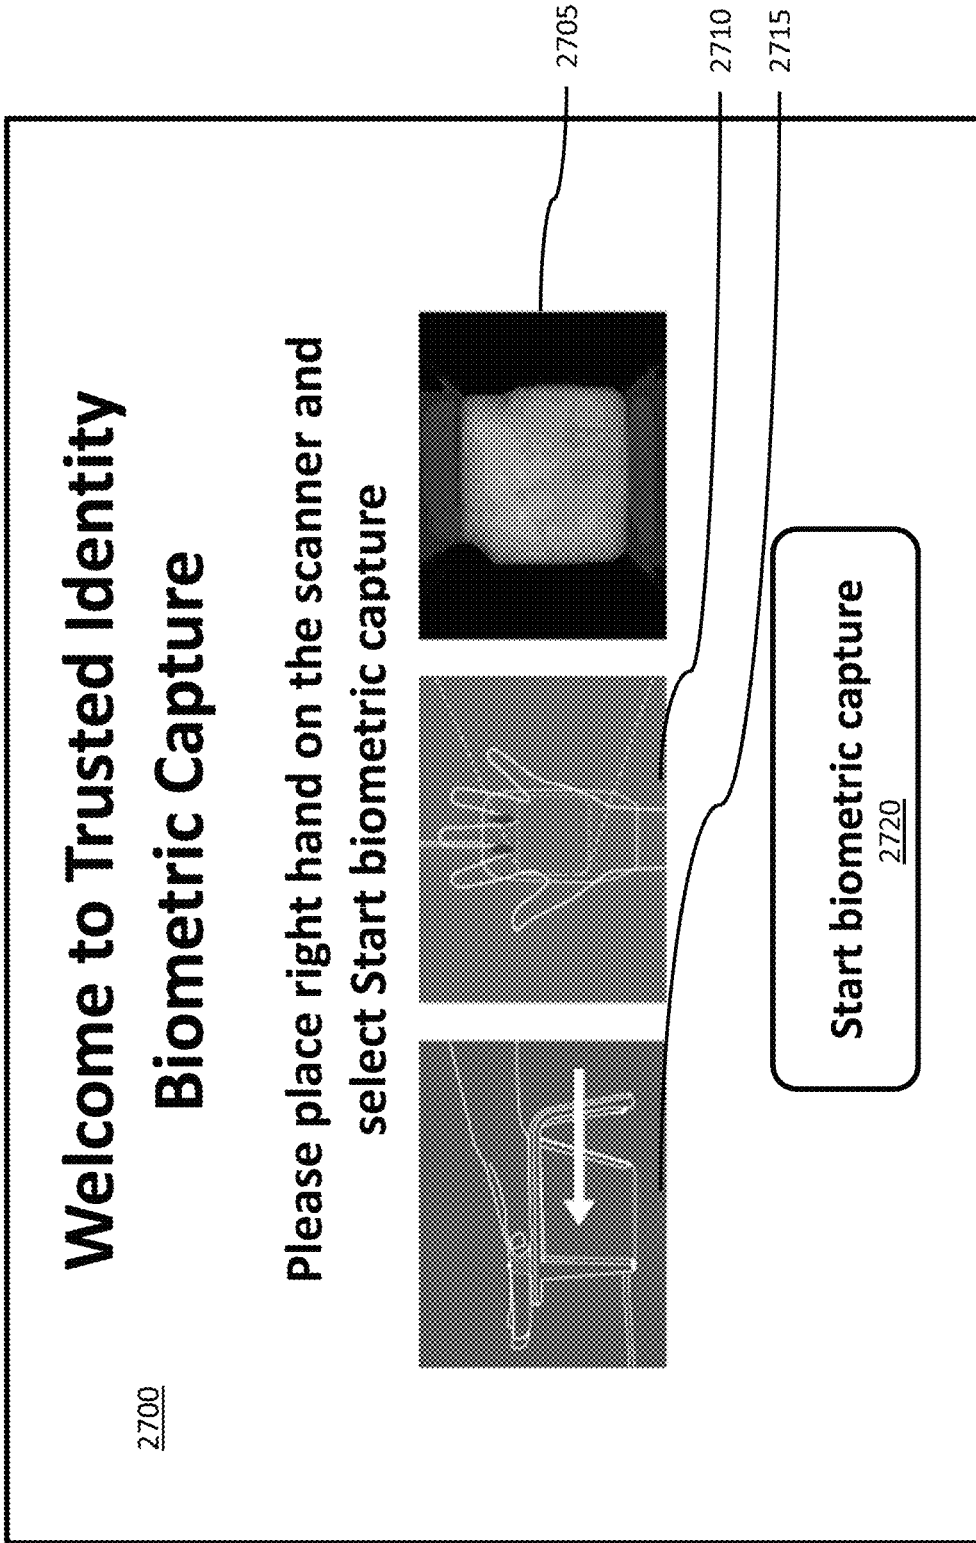 2700
Welcome to Trusted Identity
Biometric Capture
Please place right hand on the scanner and
select Start biometric capture
2705
2710
2715
Start biometric capture
2720